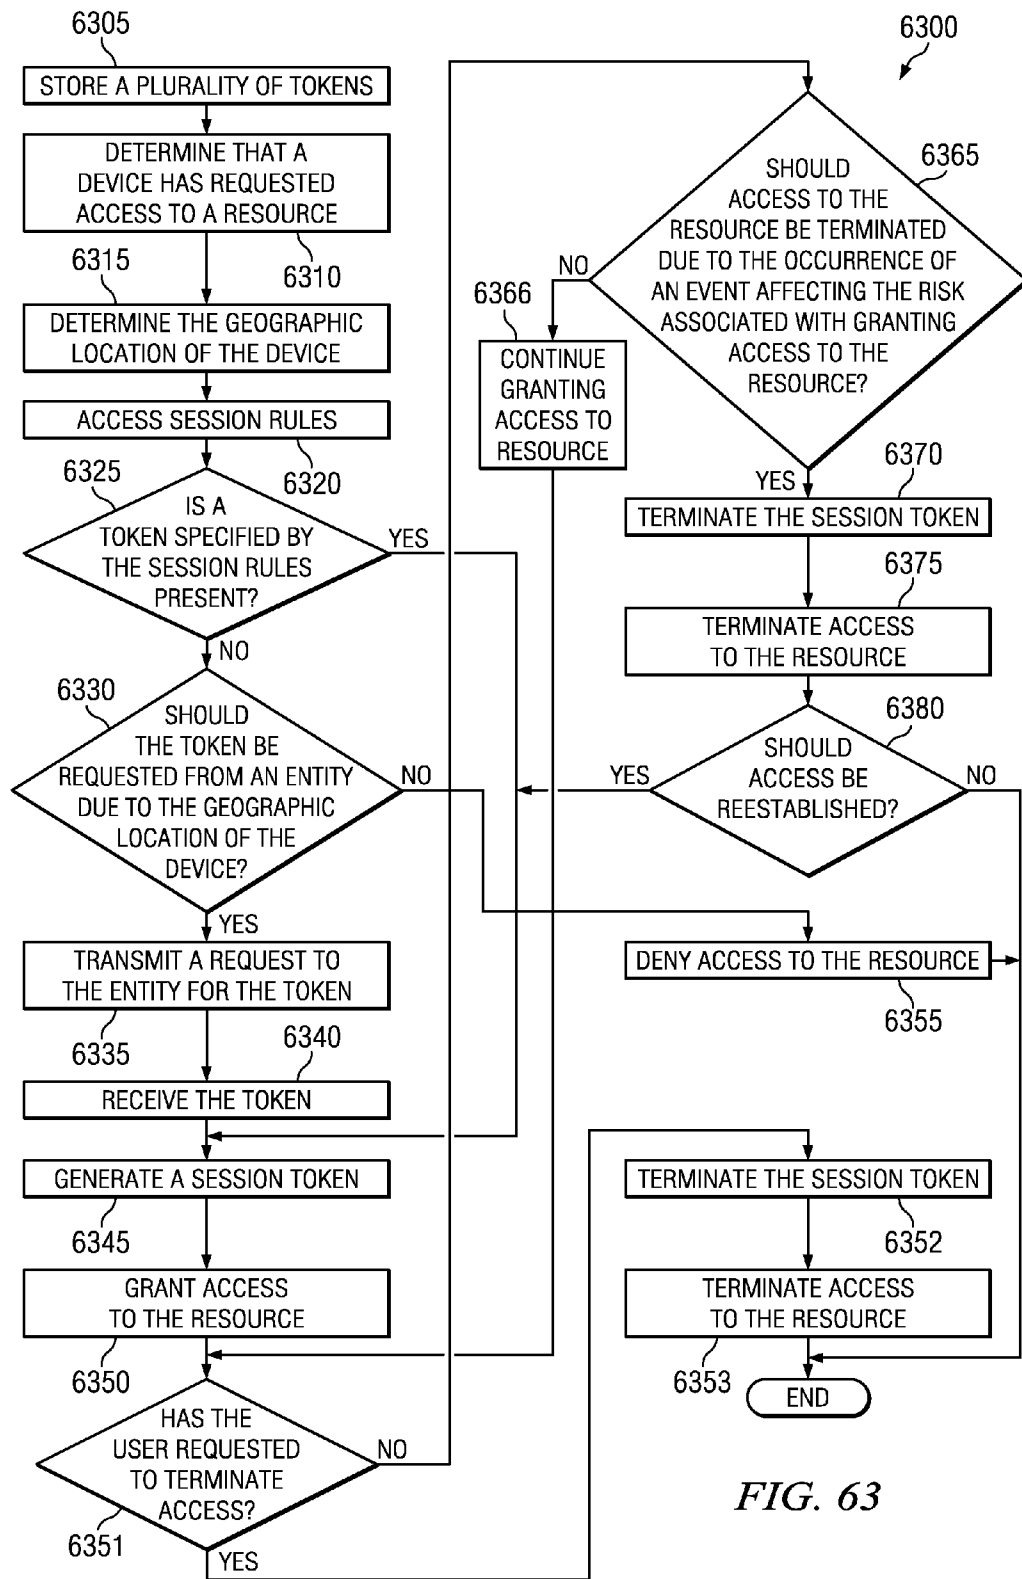 6305
STORE A PLURALITY OF TOKENS
DETERMINE THAT A
DEVICE HAS REQUESTED
ACCESS TO A RESOURCE
6310
6315
DETERMINE THE GEOGRAPHIC
LOCATION OF THE DEVICE
ACCESS SESSION RULES
6320
6325
IS A
TOKEN SPECIFIED BY
THE SESSION RULES
PRESENT?
YES
NO
6330
SHOULD
THE TOKEN BE
REQUESTED FROM AN ENTITY
DUE TO THE GEOGRAPHIC
LOCATION OF THE
DEVICE?
NO
YES
TRANSMIT A REQUEST TO
THE ENTITY FOR THE TOKEN
6335
6340
RECEIVE THE TOKEN
GENERATE A SESSION TOKEN
6345
GRANT ACCESS
TO THE RESOURCE
6350
HAS THE
USER REQUESTED
TO TERMINATE
ACCESS?
6351
NO
YES
6300
6365
SHOULD
ACCESS TO THE
RESOURCE BE TERMINATED
DUE TO THE OCCURRENCE OF
AN EVENT AFFECTING THE RISK
ASSOCIATED WITH GRANTING
ACCESS TO THE
RESOURCE?
NO
6366
CONTINUE
GRANTING
ACCESS TO
RESOURCE
YES
6370
TERMINATE THE SESSION TOKEN
6375
TERMINATE ACCESS
TO THE RESOURCE
6380
SHOULD
ACCESS BE
REESTABLISHED?
YES
NO
DENY ACCESS TO THE RESOURCE
6355
TERMINATE THE SESSION TOKEN
6352
TERMINATE ACCESS
TO THE RESOURCE
6353
END
FIG. 63